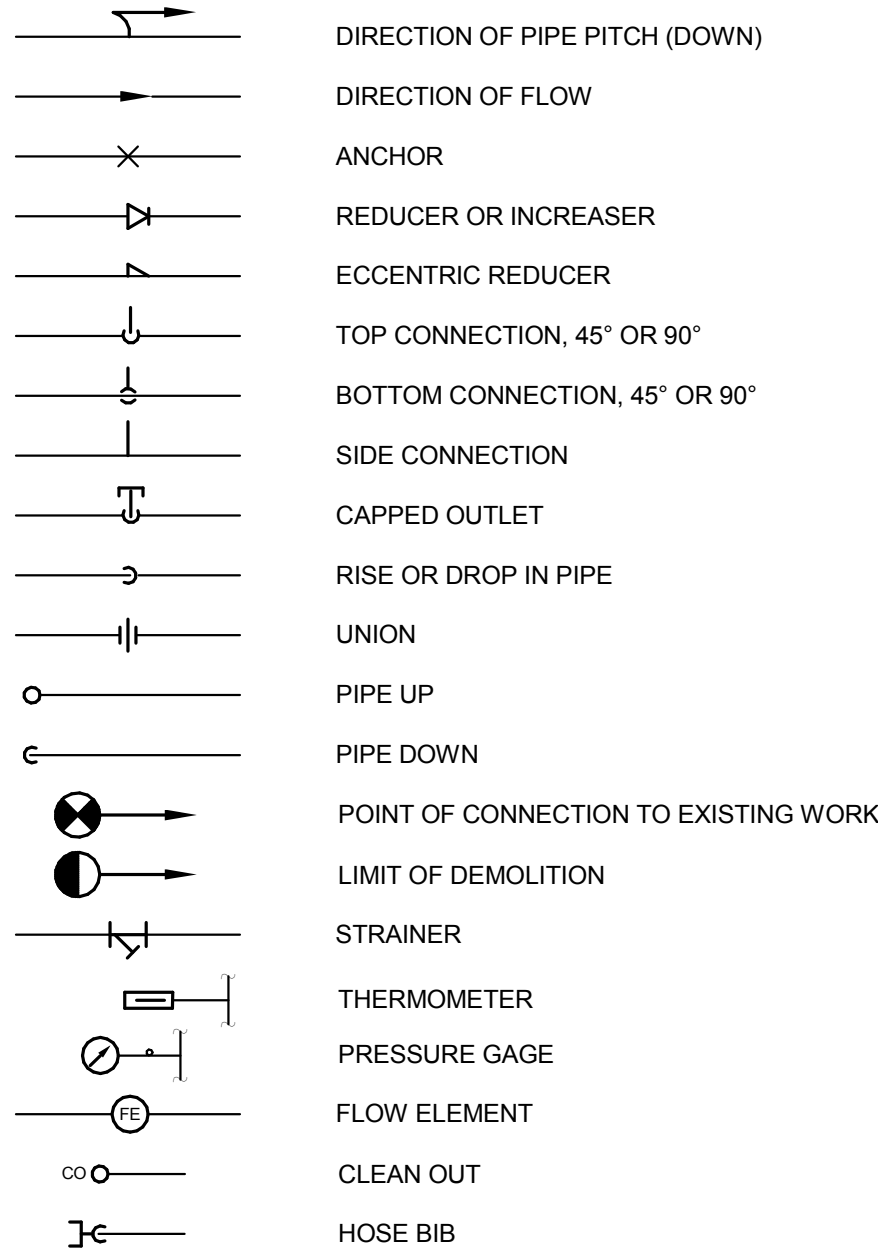 DIRECTION OF PIPE PITCH (DOWN)
DIRECTION OF FLOW
ANCHOR
REDUCER OR INCREASER
ECCENTRIC REDUCER
TOP CONNECTION, 45° OR 90°
BOTTOM CONNECTION, 45° OR 90°
SIDE CONNECTION
CAPPED OUTLET
RISE OR DROP IN PIPE
UNION
PIPE UP
PIPE DOWN
POINT OF CONNECTION TO EXISTING WORK
LIMIT OF DEMOLITION
STRAINER
THERMOMETER
PRESSURE GAGE
FE FLOW ELEMENT
CO CLEAN OUT
HOSE BIB